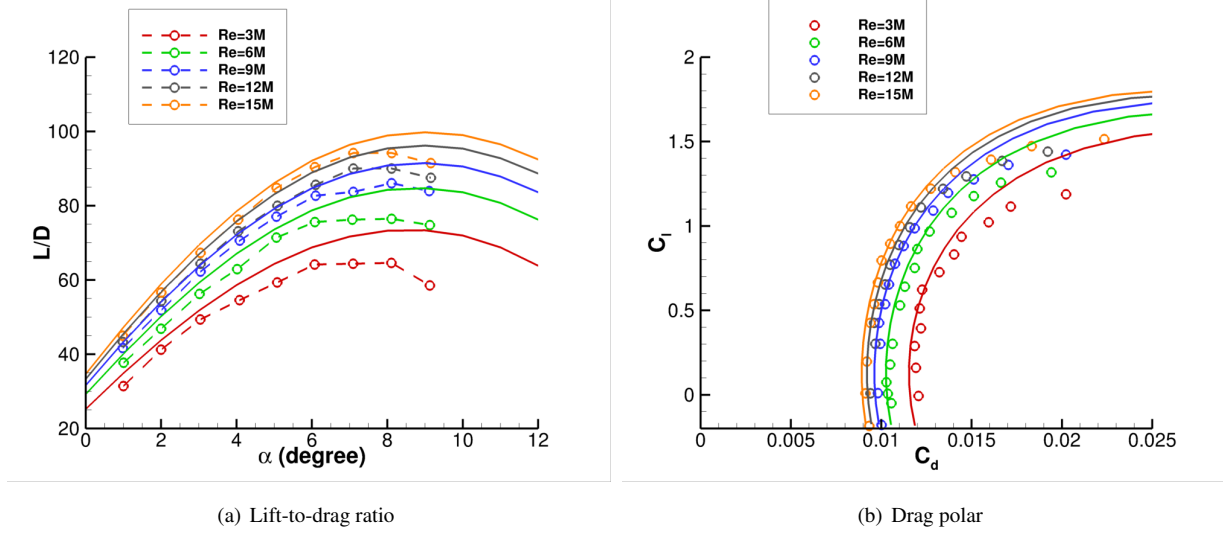 Re=3M
Re=6M
Re=9M
Re=12M
Re=15M
120
100
80
60
40
20
L/D
0 2 4 6 8 10 12
α (degree)
(a) Lift-to-drag ratio
Re=3M
Re=6M
Re=9M
Re=12M
Re=15M
2
1.5
1
0.5
0
C_l
0 0.005 0.01 0.015 0.02 0.025
C_d
(b) Drag polar